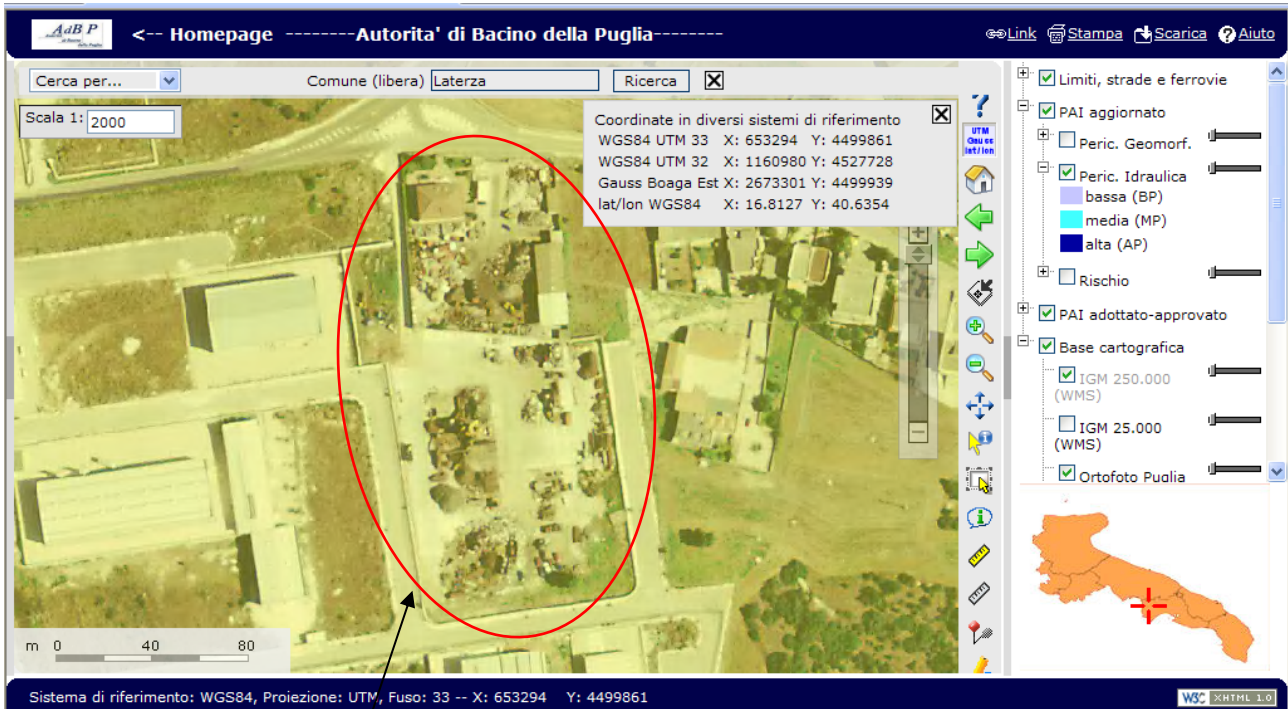 AdB P
<-- Homepage --------Autorita' di Bacino della Puglia--------
Link Stampa Scarica Aiuto
Cerca per...
Comune (libera) Laterza
Ricerca
Scala 1: 2000
Coordinate in diversi sistemi di riferimento
WGS84 UTM 33 X: 653294 Y: 4499861
WGS84 UTM 32 X: 1160980 Y: 4527728
Gauss Boaga Est X: 2673301 Y: 4499939
lat/lon WGS84 X: 16.8127 Y: 40.6354
UTM
Gauss
lat/lon
Limiti, strade e ferrovie
PAI aggiornato
Peric. Geomorf.
Peric. Idraulica
bassa (BP)
media (MP)
alta (AP)
Rischio
PAI adottato-approvato
Base cartografica
IGM 250.000
(WMS)
IGM 25.000
(WMS)
Ortofoto Puglia
m 0 40 80
Sistema di riferimento: WGS84, Proiezione: UTM, Fuso: 33 -- X: 653294 Y: 4499861
W3C XHTML 1.0